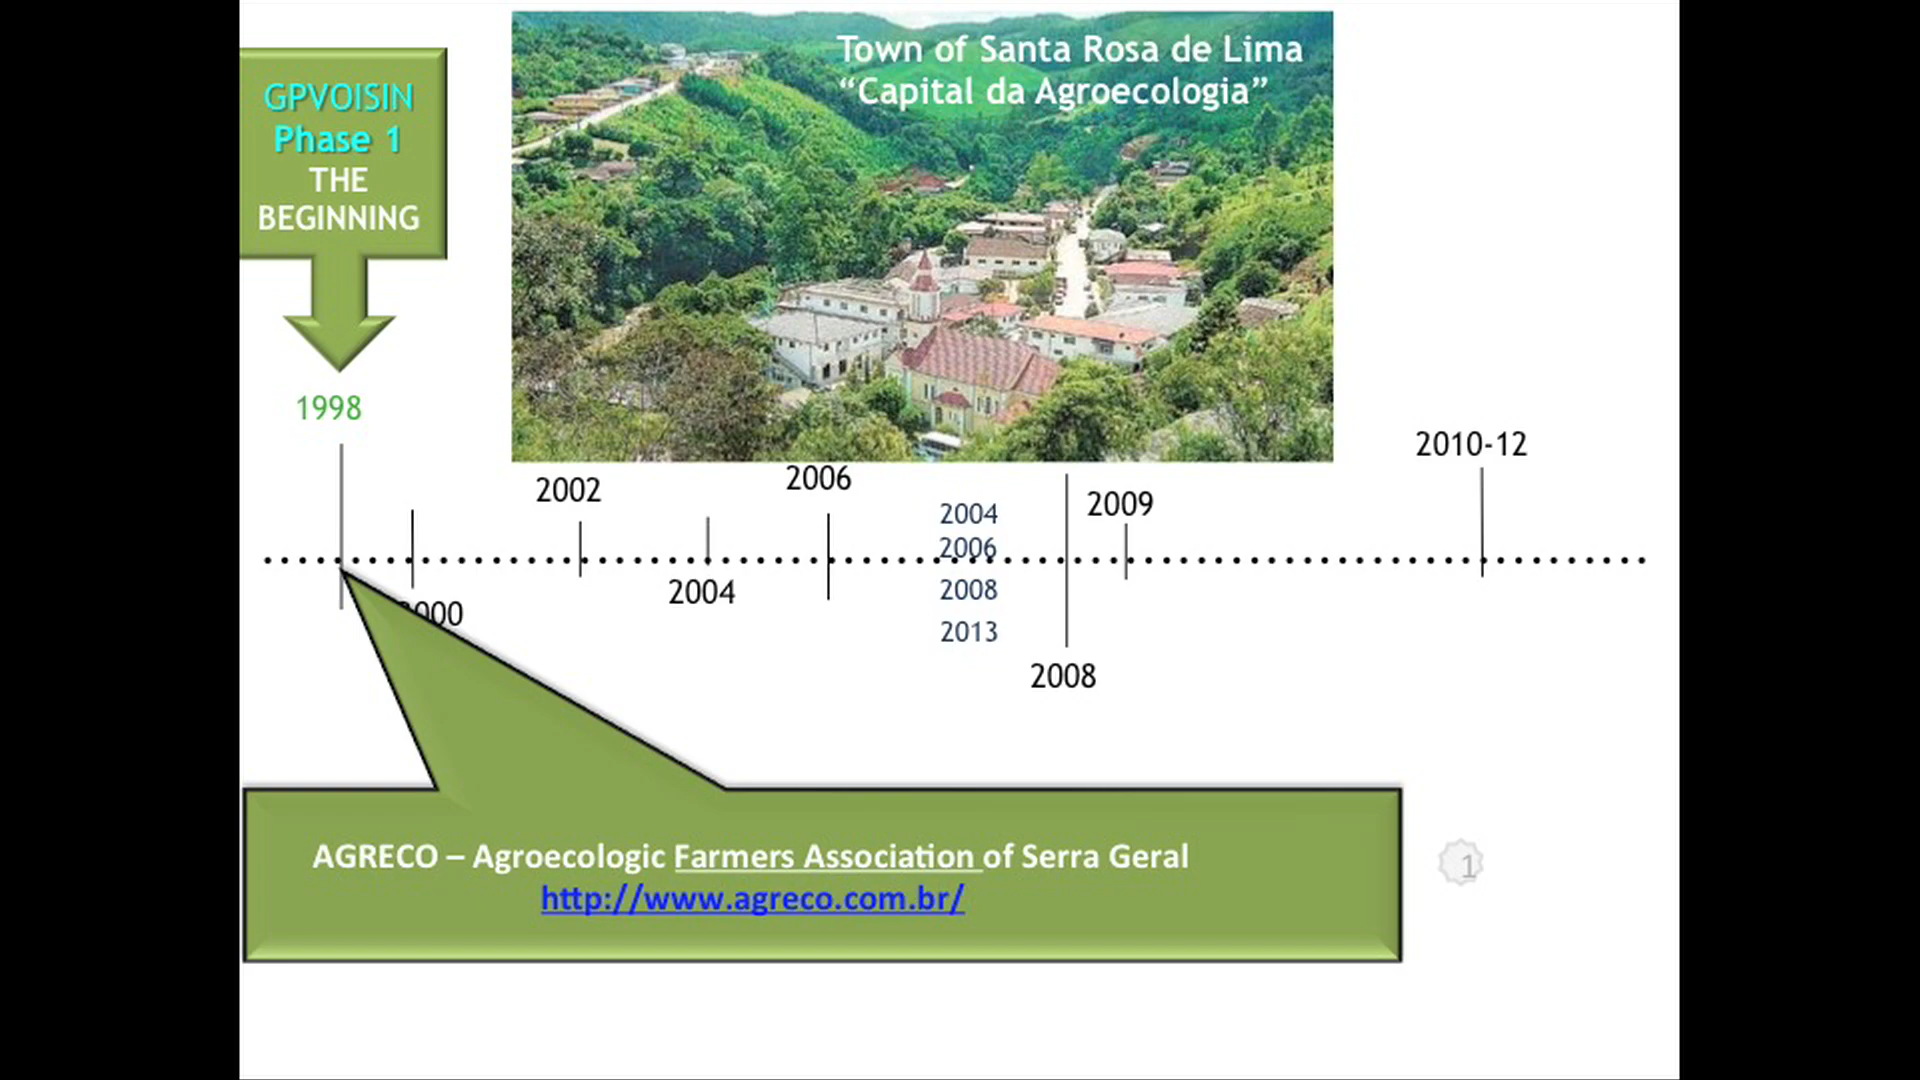 Town of Santa Rosa de Lima
“Capital da Agroecologia”
GPVOISIN
Phase 1
THE
BEGINNING
1998
2002
2006
2004
2006
2008
2013
2009
2010-12
2004
000
2008
AGRECO – Agroecologic Farmers Association of Serra Geral
http://www.agreco.com.br/
1